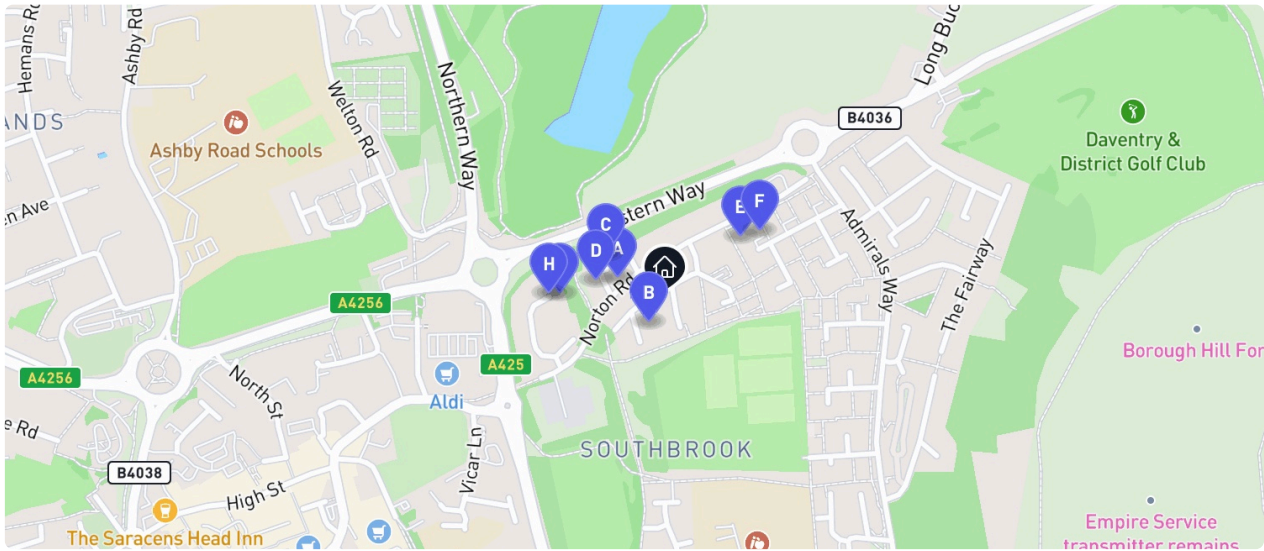 Hemans Rd
Ashby Rd
Northern Way
Long Buc
B4036
Welton Rd
ANDS
Ashby Road Schools
Daventry &
District Golf Club
en Ave
stern Way
E
F
C
A
D
H
B
Admirals Way
The Fairway
Norton Rd
A4256
Borough Hill For
A425
A4256
North St
Aldi
e Rd
SOUTHBROOK
Vicar Ln
B4038
High St
The Saracens Head Inn
Empire Service
transmitter remains